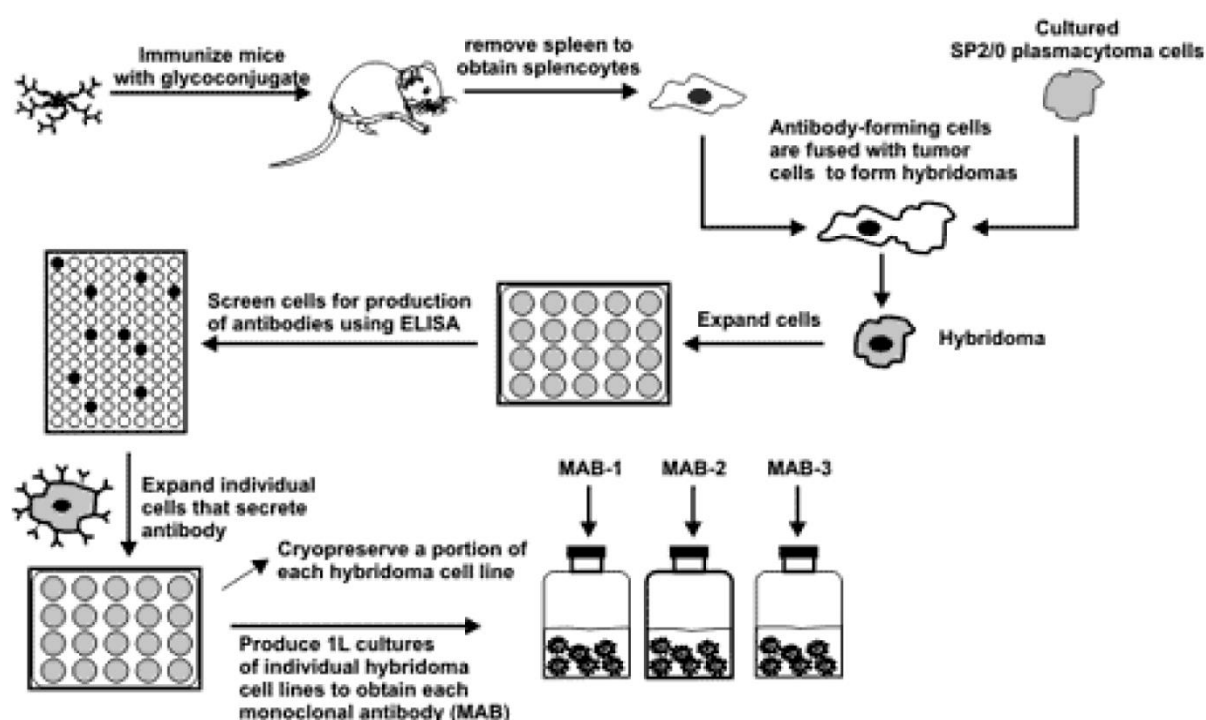 Immunize mice
with glycoconjugate
remove spleen to
obtain splencoytes
Cultured
SP2/0 plasmacytoma cells
Antibody-forming cells
are fused with tumor
cells to form hybridomas
Hybridoma
Expand cells
Screen cells for production
of antibodies using ELISA
Expand individual
cells that secrete
antibody
Cryopreserve a portion of
each hybridoma cell line
Produce 1L cultures
of individual hybridoma
cell lines to obtain each
monoclonal antibody (MAB)
MAB-1
MAB-2
MAB-3